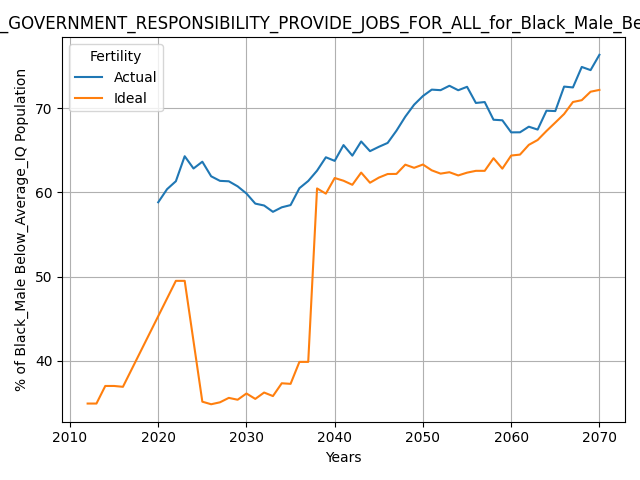 _GOVERNMENT_RESPONSIBILITY_PROVIDE_JOBS_FOR_ALL_for_Black_Male_Be
Fertility
Actual
Ideal
% of Black_Male Below_Average_IQ Population
70
60
50
40
2010 2020 2030 2040 2050 2060 2070
Years